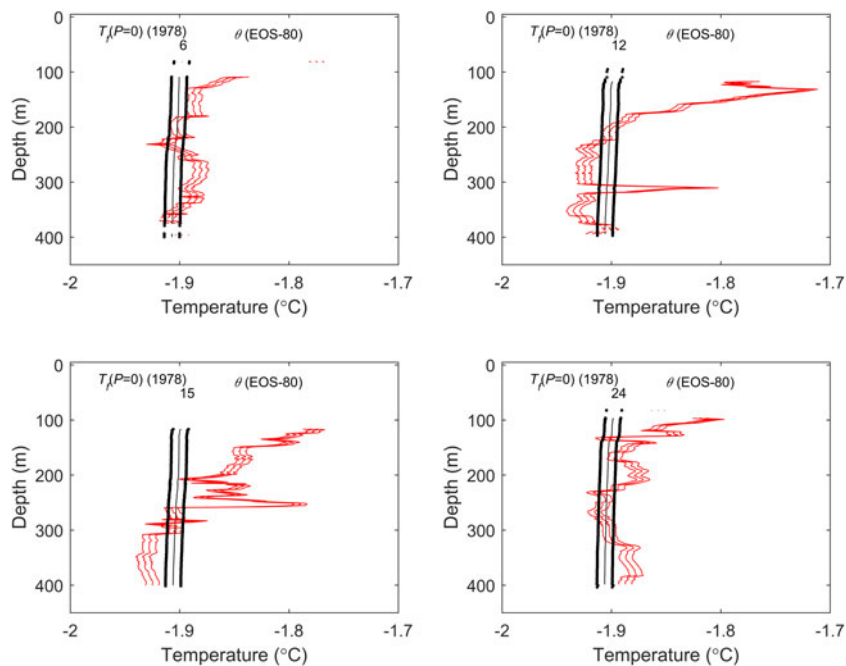 0
T_f(P=0) (1978)
θ (EOS-80)
6
100
200
300
400
Depth (m)
-2
-1.9
-1.8
-1.7
Temperature (°C)
0
T_f(P=0) (1978)
θ (EOS-80)
12
100
200
300
400
Depth (m)
-2
-1.9
-1.8
-1.7
Temperature (°C)
0
T_f(P=0) (1978)
θ (EOS-80)
15
100
200
300
400
Depth (m)
-2
-1.9
-1.8
-1.7
Temperature (°C)
0
T_f(P=0) (1978)
θ (EOS-80)
24
100
200
300
400
Depth (m)
-2
-1.9
-1.8
-1.7
Temperature (°C)